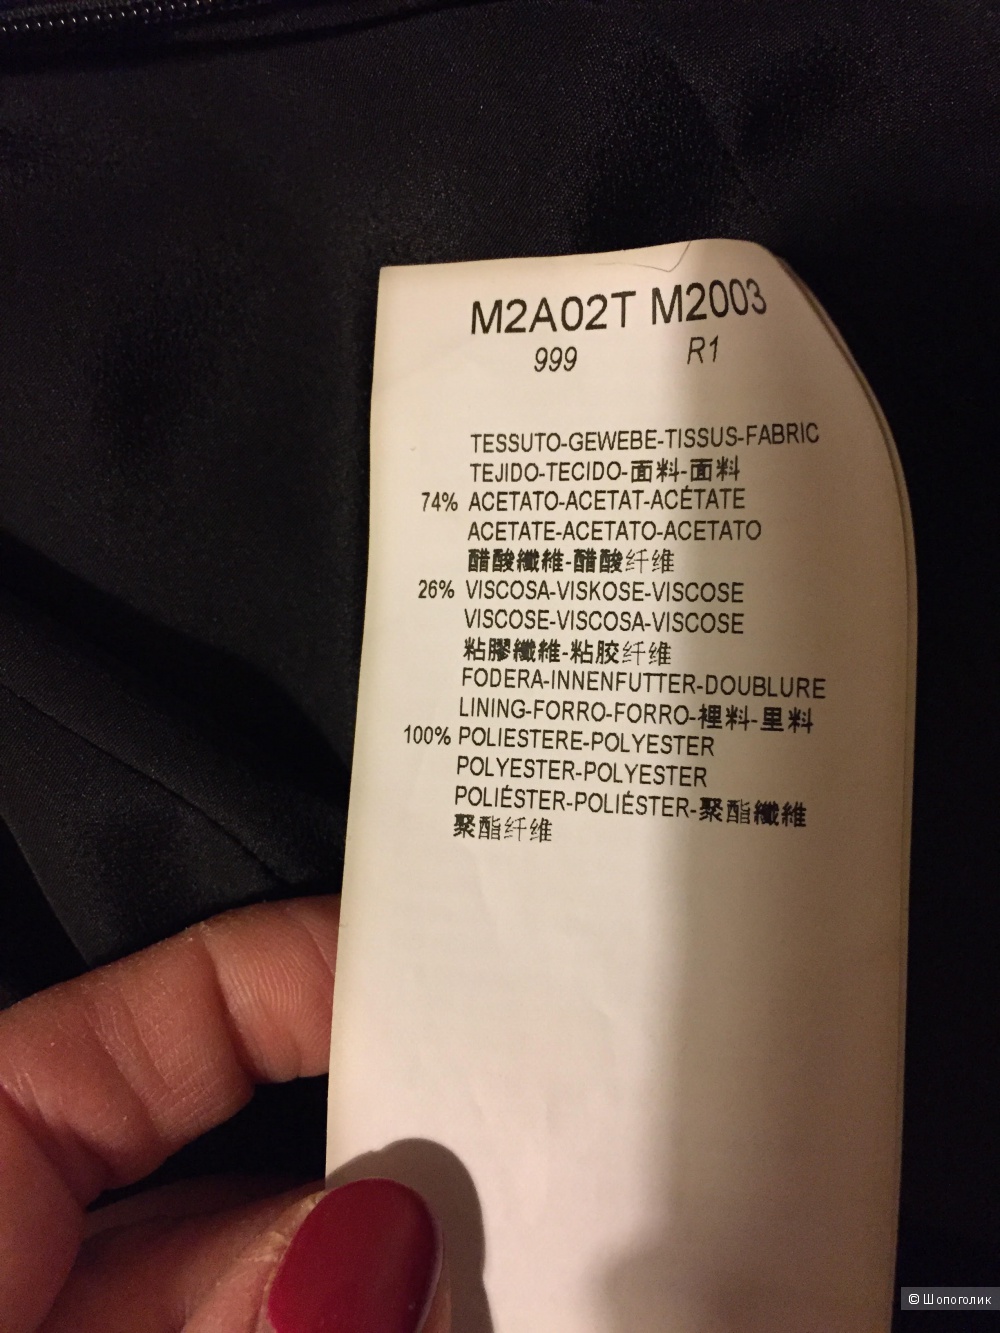 M2A02T M2003
999 R1
TESSUTO-GEWEBE-TISSUS-FABRIC
TEJIDO-TECIDO-面料-面料
74% ACETATO-ACETAT-ACÉTATE
ACETATE-ACETATO-ACETATO
醋酸纖維-醋酸纤维
26% VISCOSA-VISKOSE-VISCOSE
VISCOSE-VISCOSA-VISCOSE
粘膠纖維-粘胶纤维
FODERA-INNENFUTTER-DOUBLURE
LINING-FORRO-FORRO-裡料-里料
100% POLIESTERE-POLYESTER
POLYESTER-POLYESTER
POLIÉSTER-POLIÉSTER-聚酯纖維
聚酯纤维
© Шопоголик